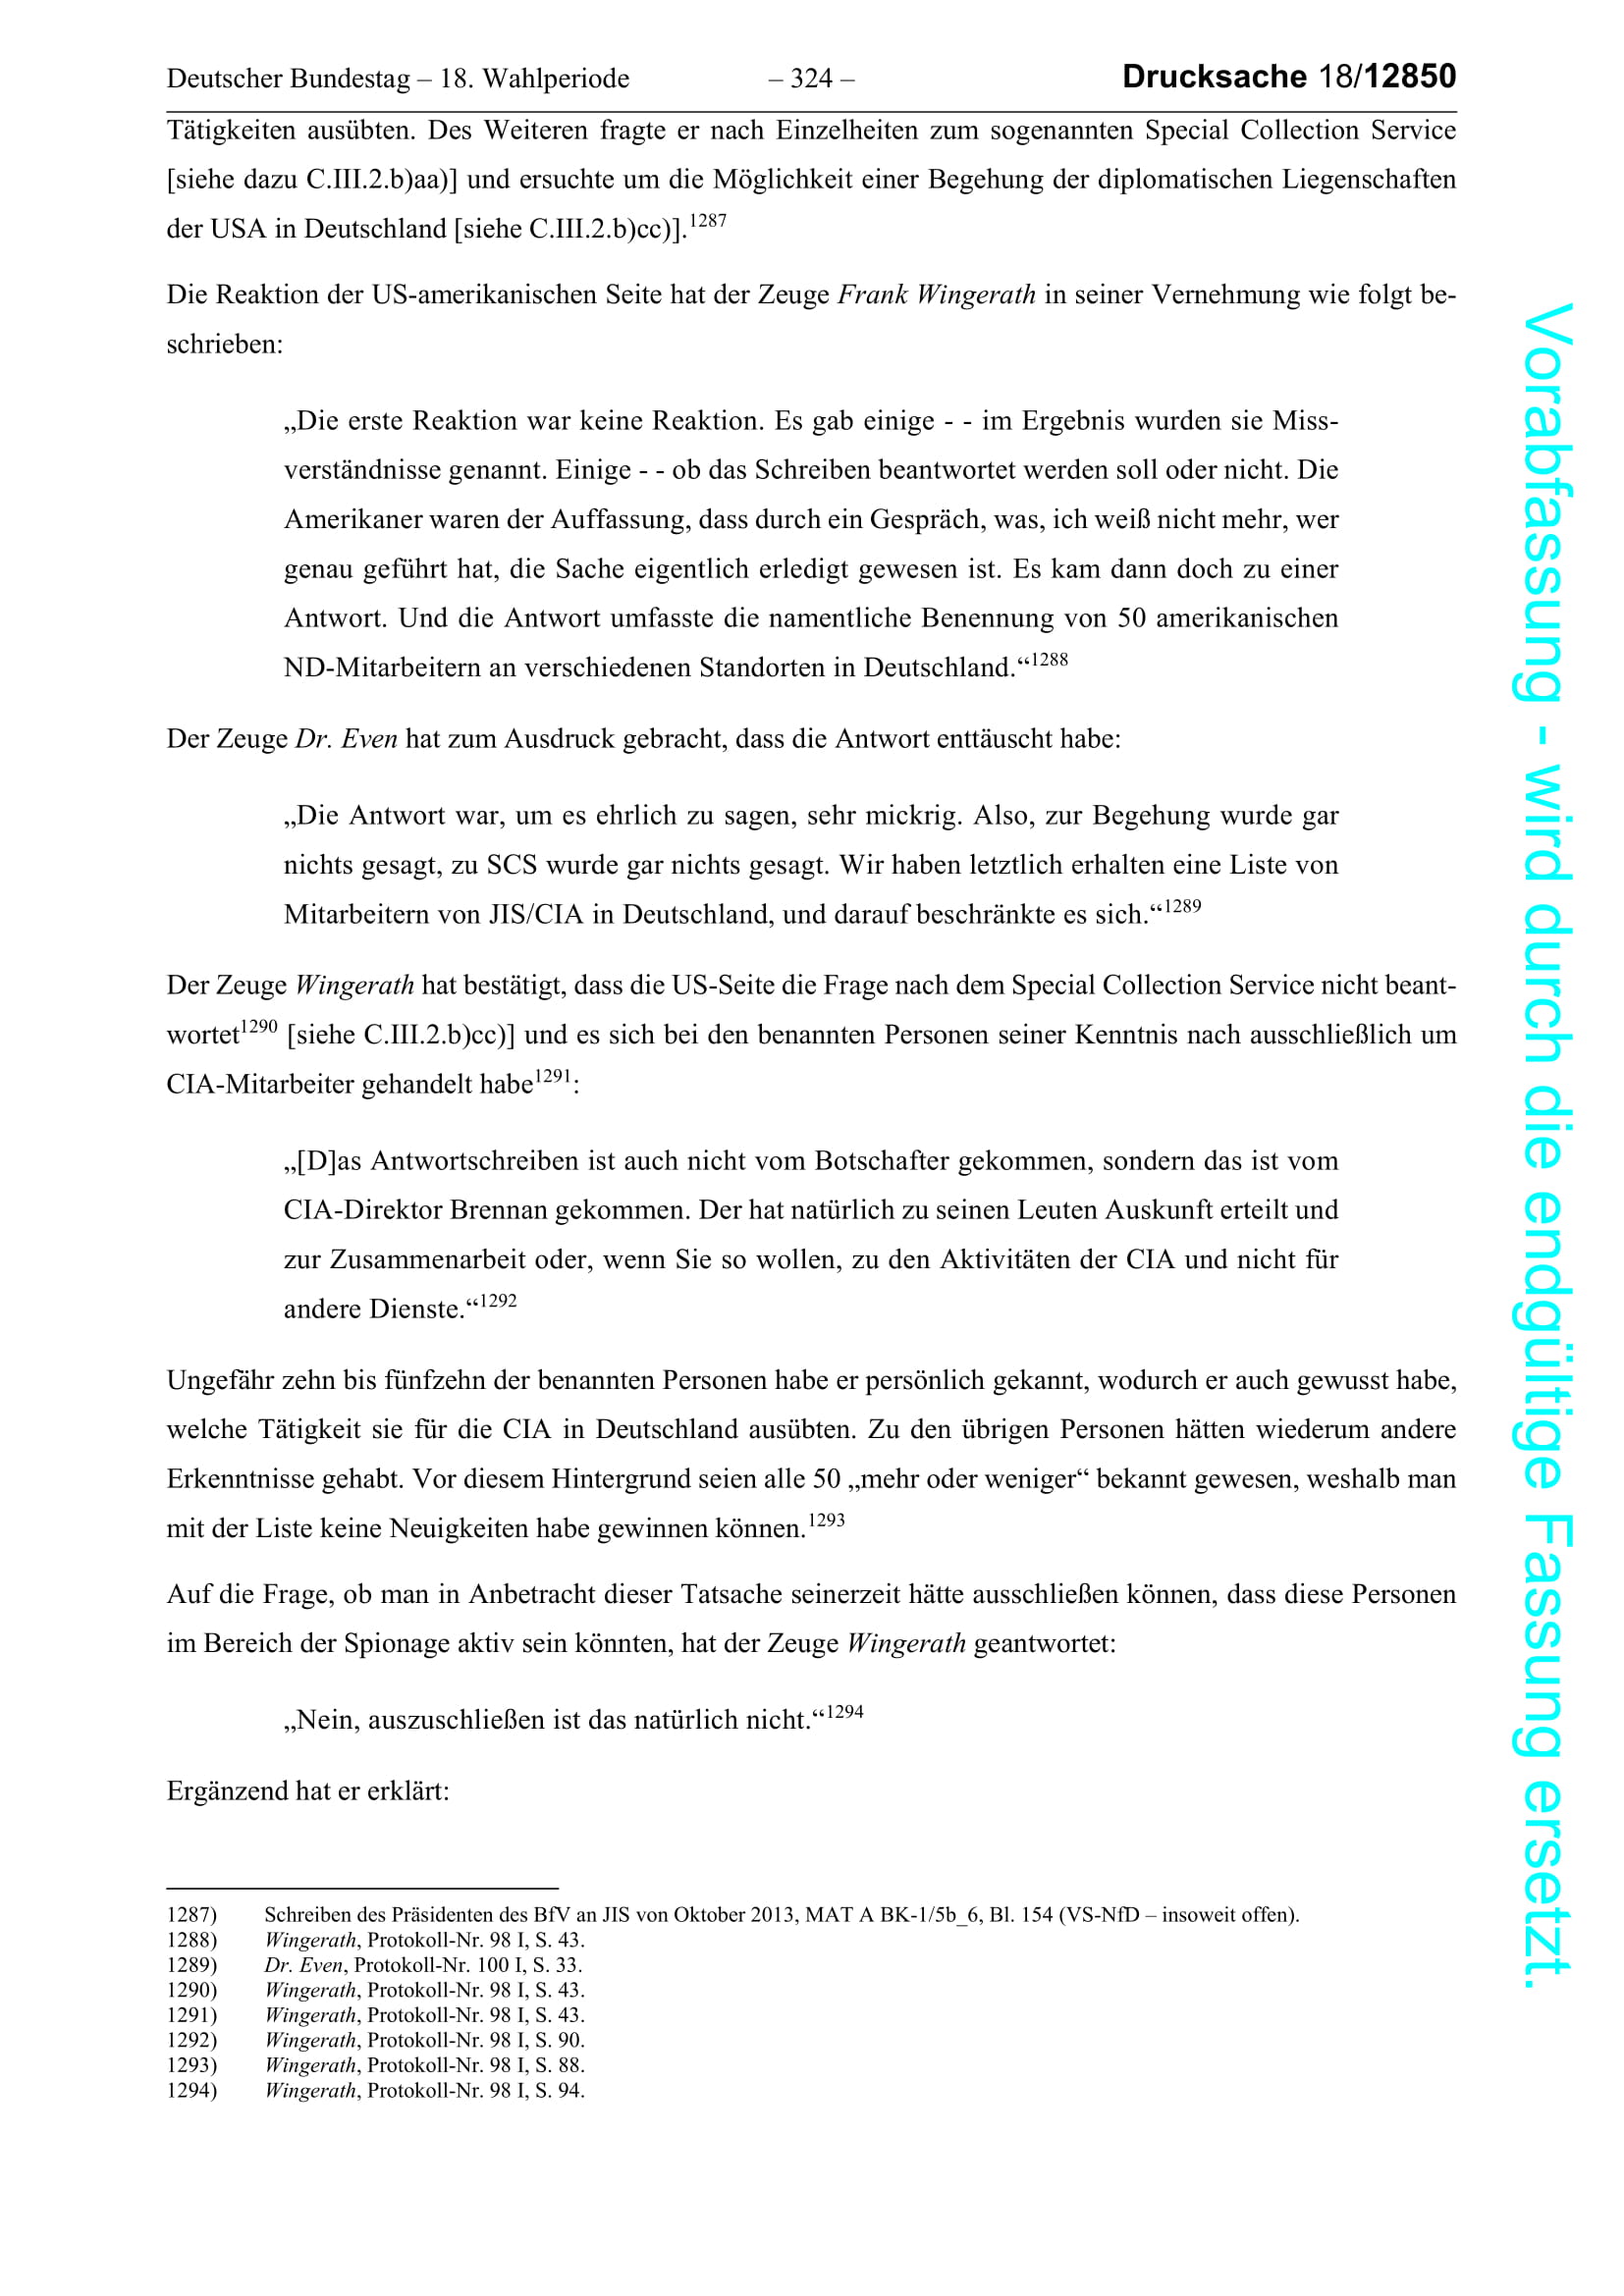 Deutscher Bundestag – 18. Wahlperiode – 324 – Drucksache 18/12850
Tätigkeiten ausübten. Des Weiteren fragte er nach Einzelheiten zum sogenannten Special Collection Service
[siehe dazu C.III.2.b)aa)] und ersuchte um die Möglichkeit einer Begehung der diplomatischen Liegenschaften
der USA in Deutschland [siehe C.III.2.b)cc)].1287
Die Reaktion der US-amerikanischen Seite hat der Zeuge Frank Wingerath in seiner Vernehmung wie folgt be-
schrieben:
„Die erste Reaktion war keine Reaktion. Es gab einige - - im Ergebnis wurden sie Miss-
verständnisse genannt. Einige - - ob das Schreiben beantwortet werden soll oder nicht. Die
Amerikaner waren der Auffassung, dass durch ein Gespräch, was, ich weiß nicht mehr, wer
genau geführt hat, die Sache eigentlich erledigt gewesen ist. Es kam dann doch zu einer
Antwort. Und die Antwort umfasste die namentliche Benennung von 50 amerikanischen
ND-Mitarbeitern an verschiedenen Standorten in Deutschland.“1288
Der Zeuge Dr. Even hat zum Ausdruck gebracht, dass die Antwort enttäuscht habe:
„Die Antwort war, um es ehrlich zu sagen, sehr mickrig. Also, zur Begehung wurde gar
nichts gesagt, zu SCS wurde gar nichts gesagt. Wir haben letztlich erhalten eine Liste von
Mitarbeitern von JIS/CIA in Deutschland, und darauf beschränkte es sich.“1289
Der Zeuge Wingerath hat bestätigt, dass die US-Seite die Frage nach dem Special Collection Service nicht beant-
wortet1290 [siehe C.III.2.b)cc)] und es sich bei den benannten Personen seiner Kenntnis nach ausschließlich um
CIA-Mitarbeiter gehandelt habe1291:
„[D]as Antwortschreiben ist auch nicht vom Botschafter gekommen, sondern das ist vom
CIA-Direktor Brennan gekommen. Der hat natürlich zu seinen Leuten Auskunft erteilt und
zur Zusammenarbeit oder, wenn Sie so wollen, zu den Aktivitäten der CIA und nicht für
andere Dienste.“1292
Ungefähr zehn bis fünfzehn der benannten Personen habe er persönlich gekannt, wodurch er auch gewusst habe,
welche Tätigkeit sie für die CIA in Deutschland ausübten. Zu den übrigen Personen hätten wiederum andere
Erkenntnisse gehabt. Vor diesem Hintergrund seien alle 50 „mehr oder weniger“ bekannt gewesen, weshalb man
mit der Liste keine Neuigkeiten habe gewinnen können.1293
Auf die Frage, ob man in Anbetracht dieser Tatsache seinerzeit hätte ausschließen können, dass diese Personen
im Bereich der Spionage aktiv sein könnten, hat der Zeuge Wingerath geantwortet:
„Nein, auszuschließen ist das natürlich nicht.“1294
Ergänzend hat er erklärt:
1287) Schreiben des Präsidenten des BfV an JIS von Oktober 2013, MAT A BK-1/5b_6, Bl. 154 (VS-NfD – insoweit offen).
1288) Wingerath, Protokoll-Nr. 98 I, S. 43.
1289) Dr. Even, Protokoll-Nr. 100 I, S. 33.
1290) Wingerath, Protokoll-Nr. 98 I, S. 43.
1291) Wingerath, Protokoll-Nr. 98 I, S. 43.
1292) Wingerath, Protokoll-Nr. 98 I, S. 90.
1293) Wingerath, Protokoll-Nr. 98 I, S. 88.
1294) Wingerath, Protokoll-Nr. 98 I, S. 94.
Vorabfassung - wird durch die endgültige Fassung ersetzt.